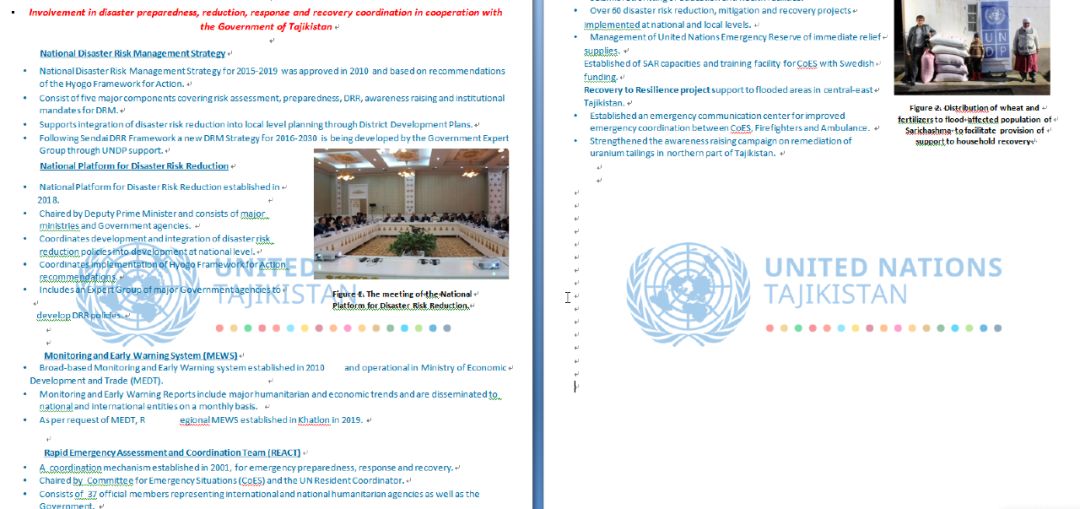 Involvement in disaster preparedness, reduction, response and recovery coordination in cooperation with
the Government of Tajikistan
National Disaster Risk Management Strategy
National Disaster Risk Management Strategy for 2015-2019 was approved in 2010 and based on recommendations
of the Hyogo Framework for Action.
Consist of five major components covering risk assessment, preparedness, DRR, awareness raising and institutional
mandates for DRM.
Supports integration of disaster risk reduction into local level planning through District Development Plans.
Following Sendai DRR Framework a new DRM Strategy for 2016-2030 is being developed by the Government Expert
Group through UNDP support.
National Platform for Disaster Risk Reduction
National Platform for Disaster Risk Reduction established in
2018.
Chaired by Deputy Prime Minister and consists of major
ministries and Government agencies.
Coordinates development and integration of disaster risk
reduction policies into development at national level.
Coordinates implementation of Hyogo Framework for Action
recommendations.
Includes an Expert Group of major Government agencies to
develop DRR policies.
Figure 1. The meeting of the National
Platform for Disaster Risk Reduction.
UNITED
TAJIKISTAN
Monitoring and Early Warning System (MEWS)
Broad-based Monitoring and Early Warning system established in 2010 and operational in Ministry of Economic
Development and Trade (MEDT).
Monitoring and Early Warning Reports include major humanitarian and economic trends and are disseminated to
national and international entities on a monthly basis.
As per request of MEDT, R egional MEWS established in Khatlon in 2019.
Rapid Emergency Assessment and Coordination Team (REACT)
A coordination mechanism established in 2001, for emergency preparedness, response and recovery.
Chaired by Committee for Emergency Situations (CoES) and the UN Resident Coordinator.
Consists of 37 official members representing international and national humanitarian agencies as well as the
Government.
Over 60 disaster risk reduction, mitigation and recovery projects
implemented at national and local levels.
Management of United Nations Emergency Reserve of immediate relief
supplies.
Established of SAR capacities and training facility for CoES with Swedish
funding.
Recovery to Resilience project support to flooded areas in central-east
Tajikistan.
Established an emergency communication center for improved
emergency coordination between CoES, Firefighters and Ambulance.
Strengthened the awareness raising campaign on remediation of
uranium tailings in northern part of Tajikistan.
UN
DP
Figure 2. Distribution of wheat and
fertilizers to flood-affected population of
Sarichashma to facilitate provision of
support to household recovery
UNITED NATIONS
TAJIKISTAN